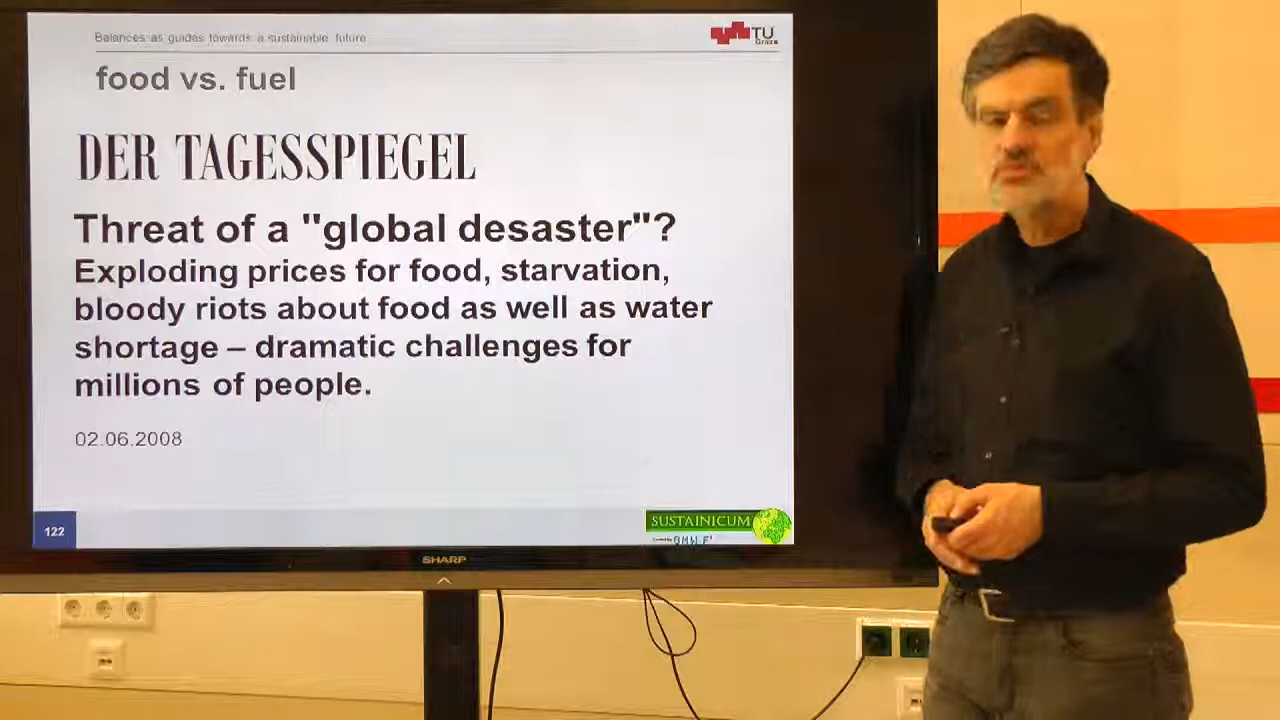 Balances as guides towards a sustainable future
TU
Graz
food vs. fuel
DER TAGESSPIEGEL
Threat of a "global desaster"?
Exploding prices for food, starvation,
bloody riots about food as well as water
shortage – dramatic challenges for
millions of people.
02.06.2008
122
SUSTAINICUM
SHARP